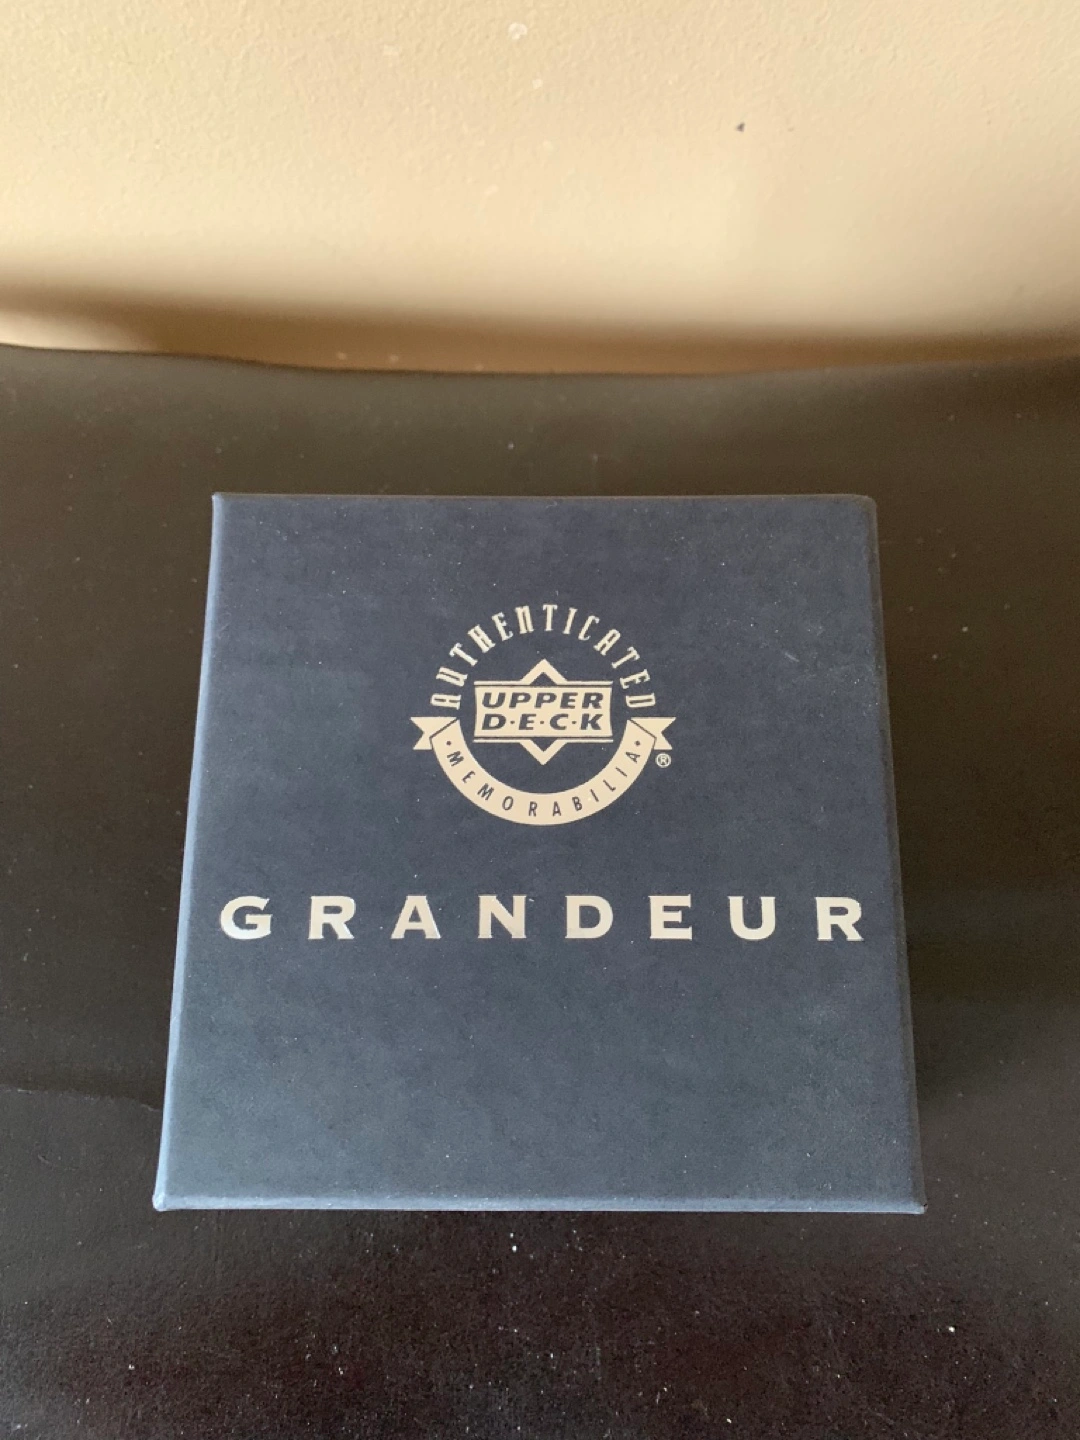 AUTHENTICATED
UPPER
D·E·C·K
·MEMORABILIA·®
GRANDEUR